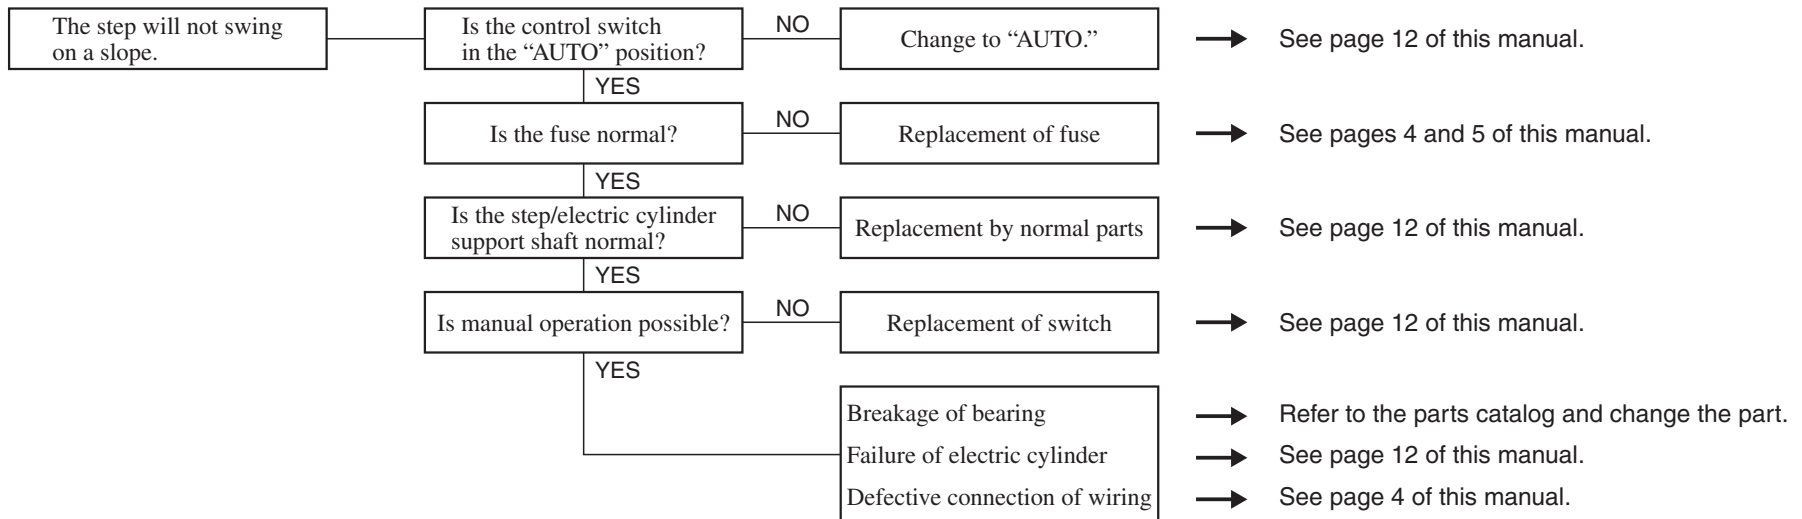 The step will not swing
on a slope.
Is the control switch
in the “AUTO” position?
NO
Change to “AUTO.”
See page 12 of this manual.
YES
Is the fuse normal?
NO
Replacement of fuse
See pages 4 and 5 of this manual.
YES
Is the step/electric cylinder
support shaft normal?
NO
Replacement by normal parts
See page 12 of this manual.
YES
Is manual operation possible?
NO
Replacement of switch
See page 12 of this manual.
YES
Breakage of bearing
Refer to the parts catalog and change the part.
Failure of electric cylinder
See page 12 of this manual.
Defective connection of wiring
See page 4 of this manual.